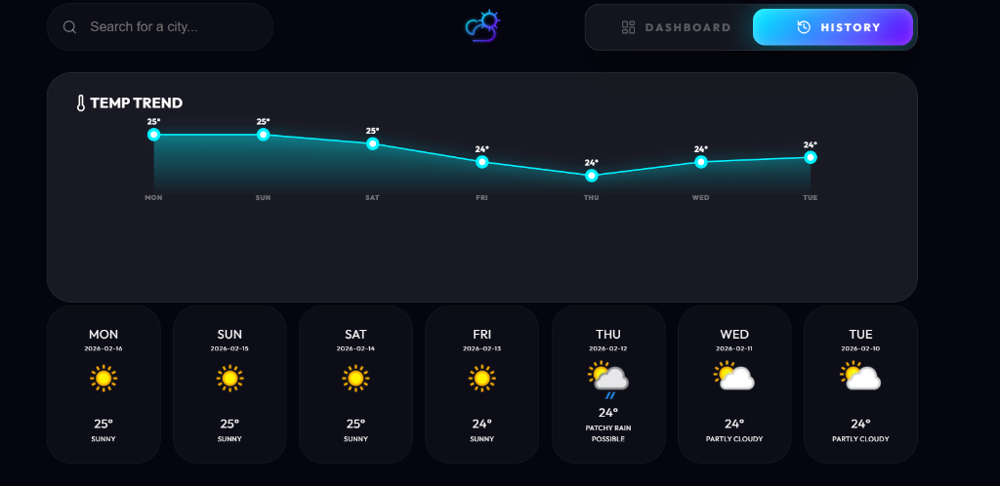 Search for a city...
DASHBOARD
HISTORY
TEMP TREND
25°
25°
25°
24°
24°
24°
24°
MON
SUN
SAT
FRI
THU
WED
TUE
MON
2026-02-16
25°
SUNNY
SUN
2026-02-15
25°
SUNNY
SAT
2026-02-14
25°
SUNNY
FRI
2026-02-13
24°
SUNNY
THU
2026-02-12
24°
PATCHY RAIN
POSSIBLE
WED
2026-02-11
24°
PARTLY CLOUDY
TUE
2026-02-10
24°
PARTLY CLOUDY